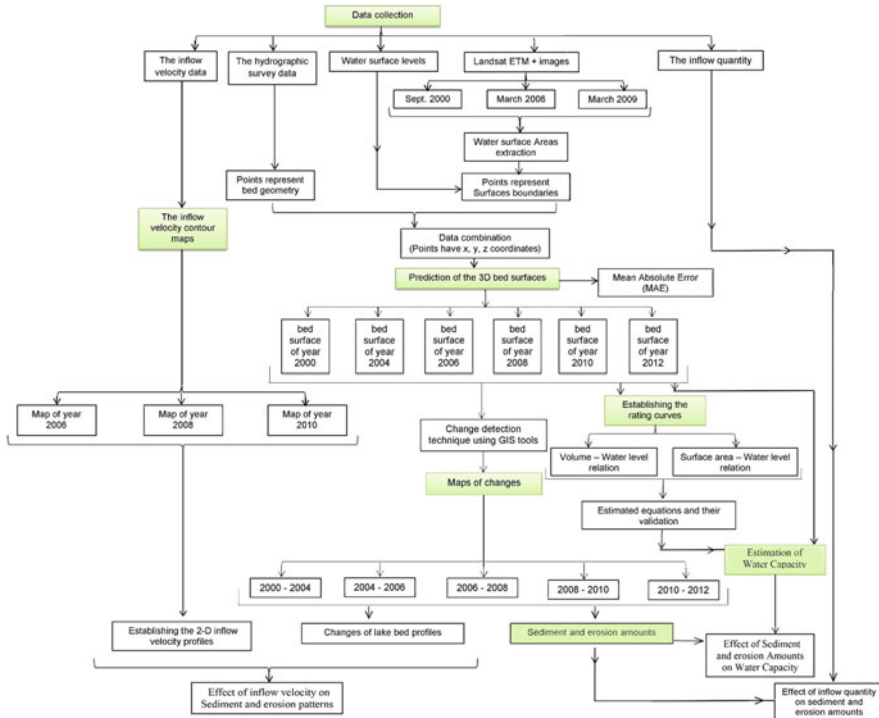 Data collection
The inflow
velocity data
The hydrographic
survey data
Water surface levels
Landsat ETM + images
The inflow quantity
Sept. 2000
March 2006
March 2009
Water surface Areas
extraction
Points represent
bed geometry
Points represent
Surfaces boundaries
The inflow
velocity contour
maps
Data combination
(Points have x, y, z coordinates)
Prediction of the 3D bed surfaces
Mean Absolute Error
(MAE)
bed
surface
of year
2000
bed
surface
of year
2004
bed
surface
of year
2006
bed
surface
of year
2008
bed
surface
of year
2010
bed
surface
of year
2012
Map of year
2006
Map of year
2008
Map of year
2010
Establishing the
rating curves
Change detection
technique using GIS tools
Volume – Water level
relation
Surface area – Water level
relation
Maps of changes
Estimated equations and their
validation
Estimation of
Water Capacity
2000 - 2004
2004 - 2006
2006 - 2008
2008 - 2010
2010 - 2012
Establishing the 2-D inflow
velocity profiles
Changes of lake bed profiles
Sediment and erosion amounts
Effect of Sediment
and erosion Amounts
on Water Capacity
Effect of inflow velocity on
Sediment and erosion patterns
Effect of inflow quantity
on sediment and
erosion amounts